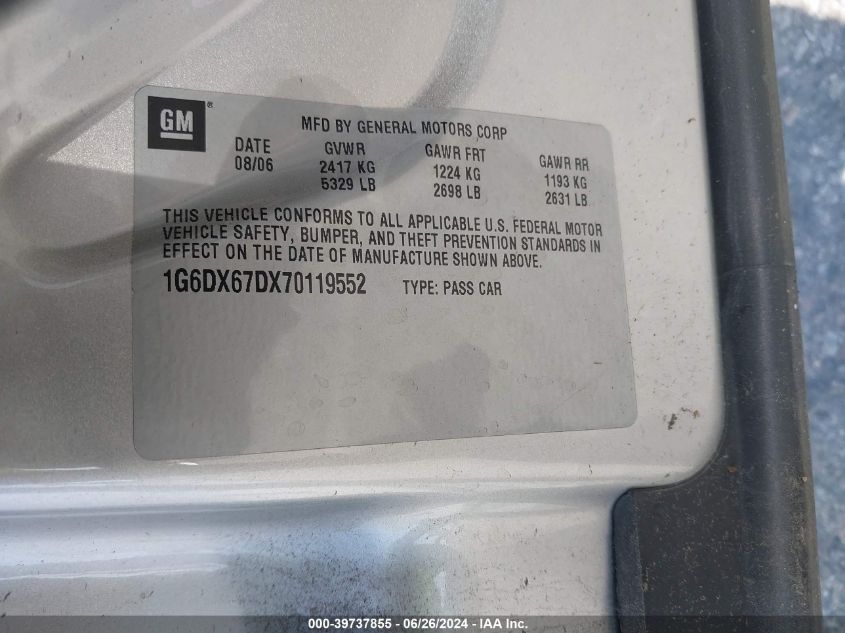 GM ®
MFD BY GENERAL MOTORS CORP
DATE GVWR GAWR FRT GAWR RR
08/06 2417 KG 1224 KG 1193 KG
5329 LB 2698 LB 2631 LB
THIS VEHICLE CONFORMS TO ALL APPLICABLE U.S. FEDERAL MOTOR
VEHICLE SAFETY, BUMPER, AND THEFT PREVENTION STANDARDS IN
EFFECT ON THE DATE OF MANUFACTURE SHOWN ABOVE.
1G6DX67DX70119552 TYPE: PASS CAR
000-39737855 - 06/26/2024 - IAA Inc.